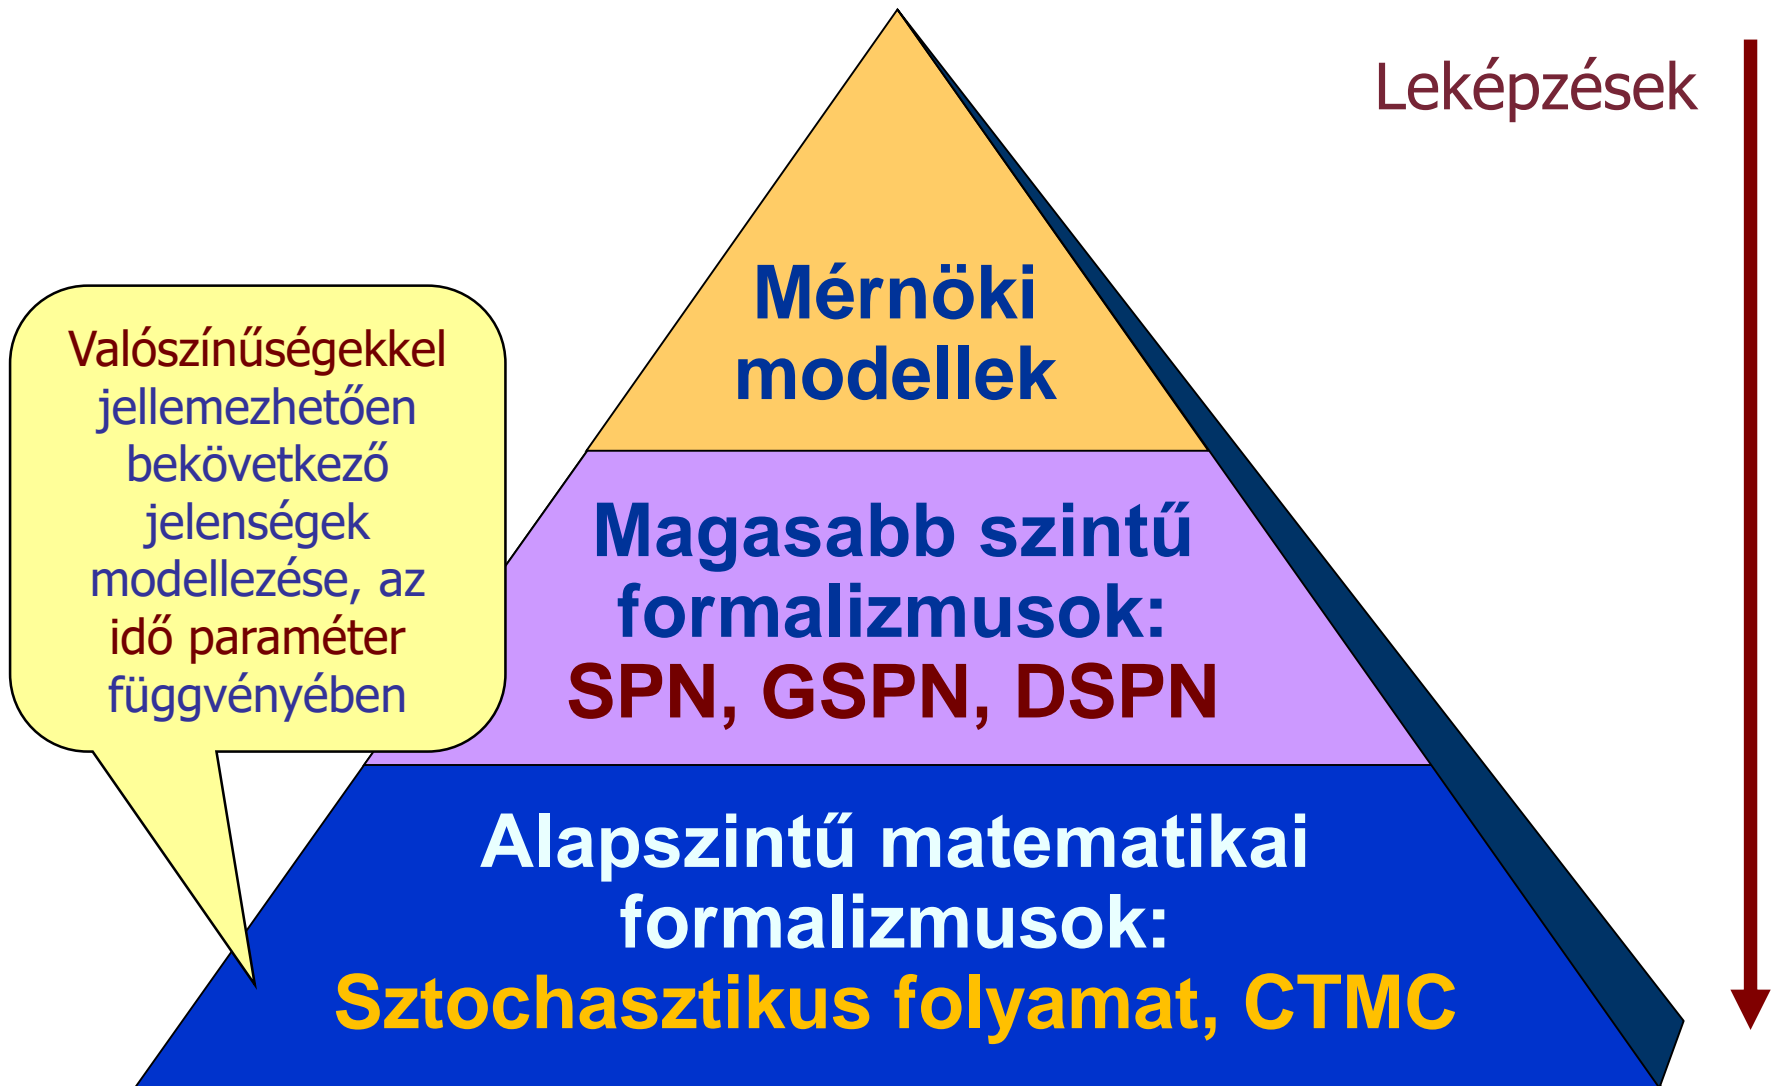 Leképzések
Mérnöki
modellek
Valószínűségekkel
jellemezhetően
bekövetkező
jelenségek
modellezése, az
idő paraméter
függvényében
Magasabb szintű
formalizmusok:
SPN, GSPN, DSPN
Alapszintű matematikai
formalizmusok:
Sztochasztikus folyamat, CTMC